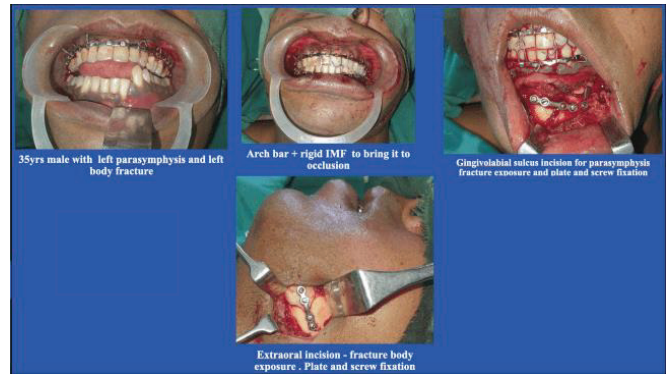 35yrs male with left parasymphysis and left
body fracture
Arch bar + rigid IMF to bring it to
occlusion
Gingivolabial sulcus incision for parasymphysis
fracture exposure and plate and screw fixation
Extraoral incision - fracture body
exposure . Plate and screw fixation